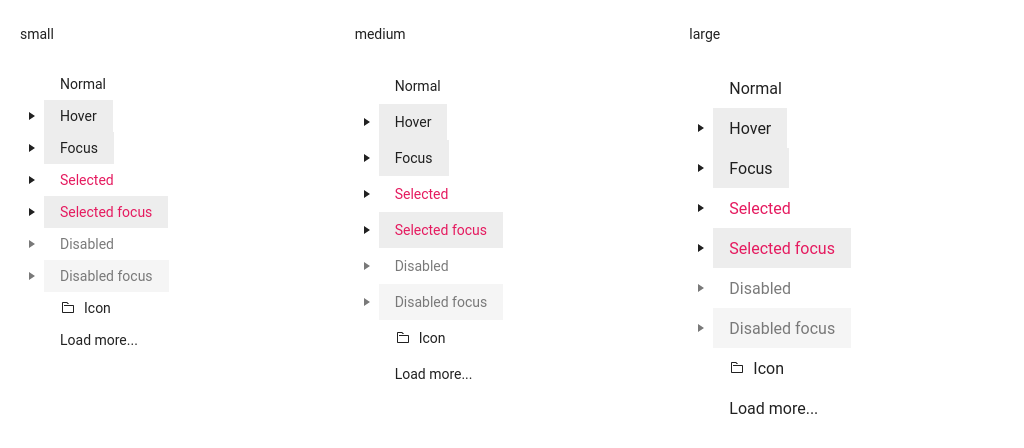 small
Normal
Hover
Focus
Selected
Selected focus
Disabled
Disabled focus
Icon
Load more...
medium
Normal
Hover
Focus
Selected
Selected focus
Disabled
Disabled focus
Icon
Load more...
large
Normal
Hover
Focus
Selected
Selected focus
Disabled
Disabled focus
Icon
Load more...